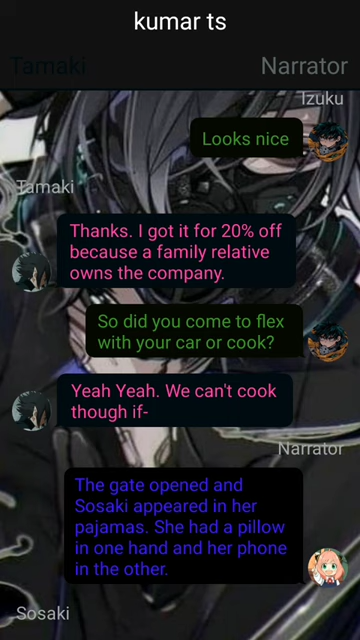 kumar ts
Tamaki
Narrator
Izuku
Looks nice
Tamaki
Thanks. I got it for 20% off
because a family relative
owns the company.
So did you come to flex
with your car or cook?
Yeah Yeah. We can't cook
though if-
Narrator
The gate opened and
Sosaki appeared in her
pajamas. She had a pillow
in one hand and her phone
in the other.
Sosaki